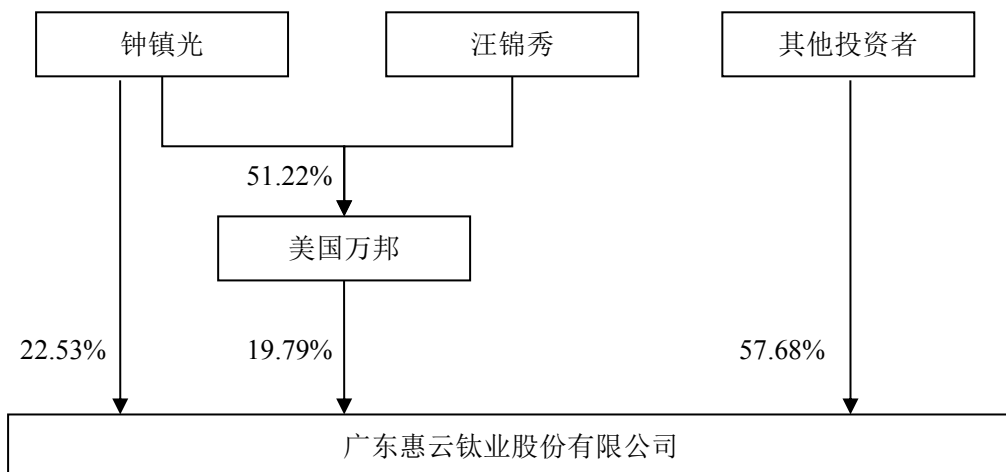 钟镇光
汪锦秀
其他投资者
51.22%
美国万邦
22.53%
19.79%
57.68%
广东惠云钛业股份有限公司